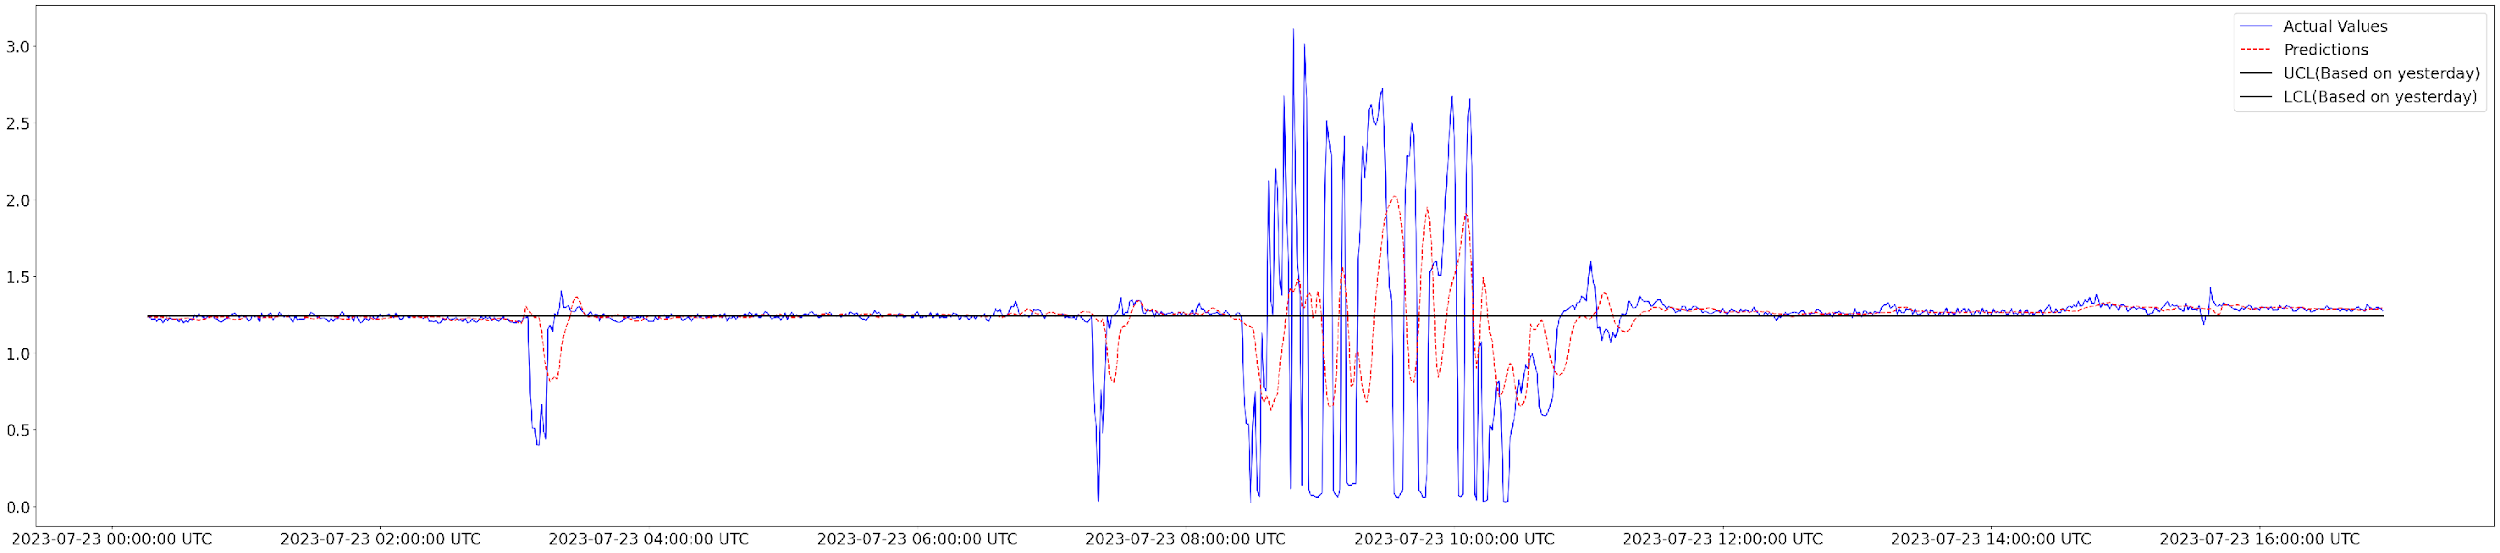 3.0
2.5
2.0
1.5
1.0
0.5
0.0
Actual Values
Predictions
UCL(Based on yesterday)
LCL(Based on yesterday)
2023-07-23 00:00:00 UTC
2023-07-23 02:00:00 UTC
2023-07-23 04:00:00 UTC
2023-07-23 06:00:00 UTC
2023-07-23 08:00:00 UTC
2023-07-23 10:00:00 UTC
2023-07-23 12:00:00 UTC
2023-07-23 14:00:00 UTC
2023-07-23 16:00:00 UTC